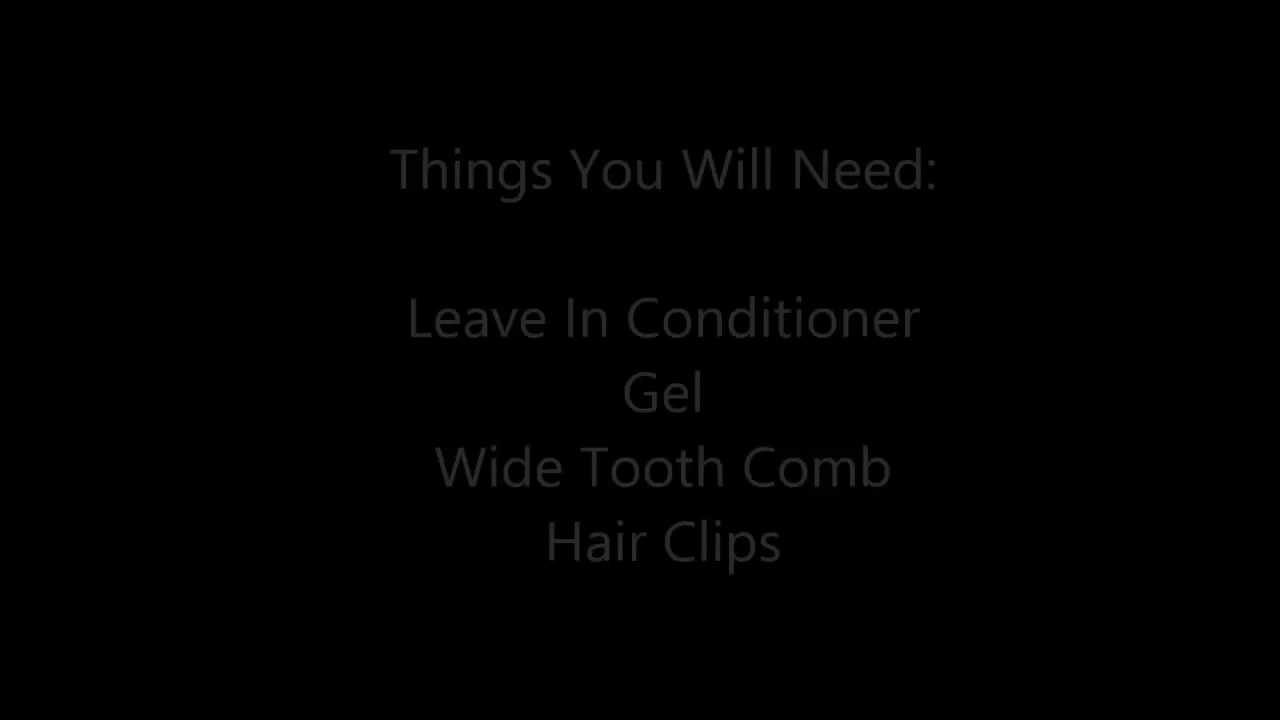 Things You Will Need:
Leave In Conditioner
Gel
Wide Tooth Comb
Hair Clips